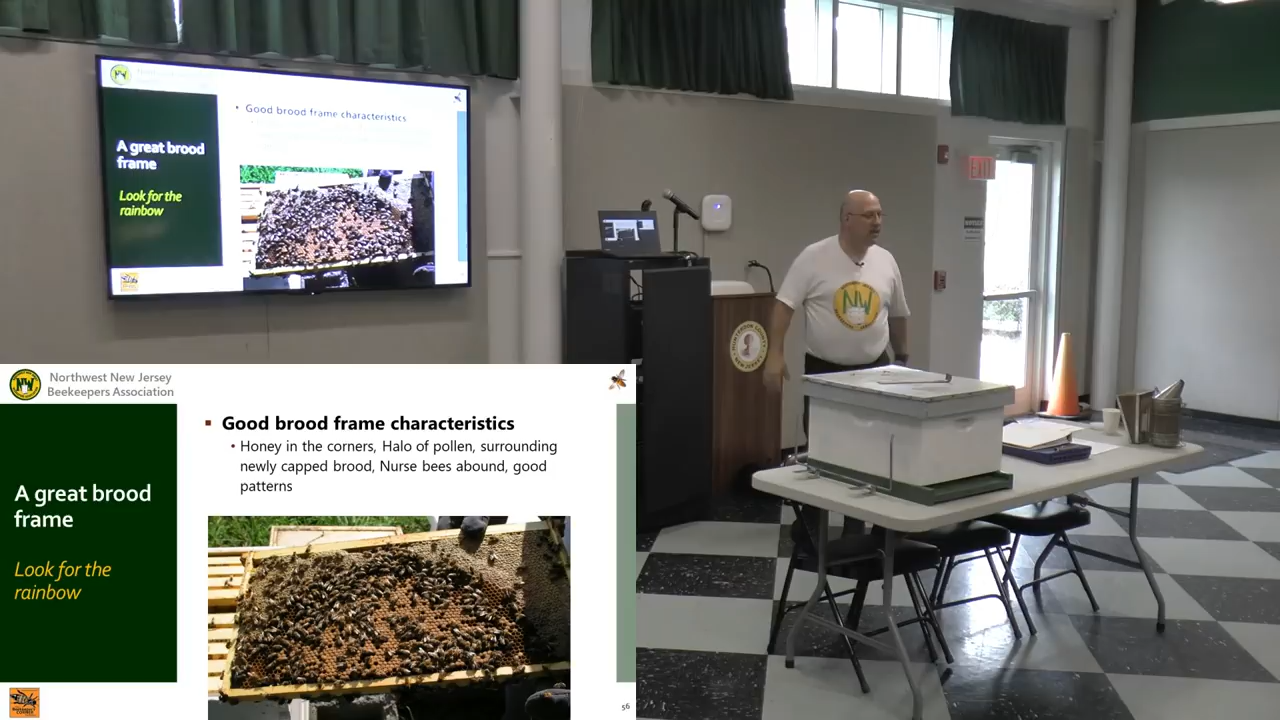 Good brood frame characteristics
A great brood
frame
Look for the
rainbow
EXIT
NW
NW
Northwest New Jersey
Beekeepers Association
Good brood frame characteristics
Honey in the corners, Halo of pollen, surrounding
newly capped brood, Nurse bees abound, good
patterns
A great brood
frame
Look for the
rainbow
56